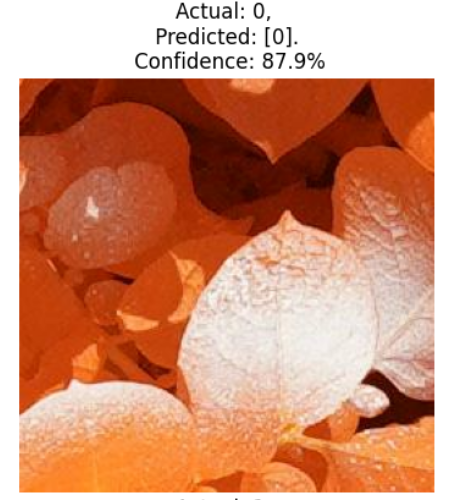 Actual: 0,
Predicted: [0].
Confidence: 87.9%